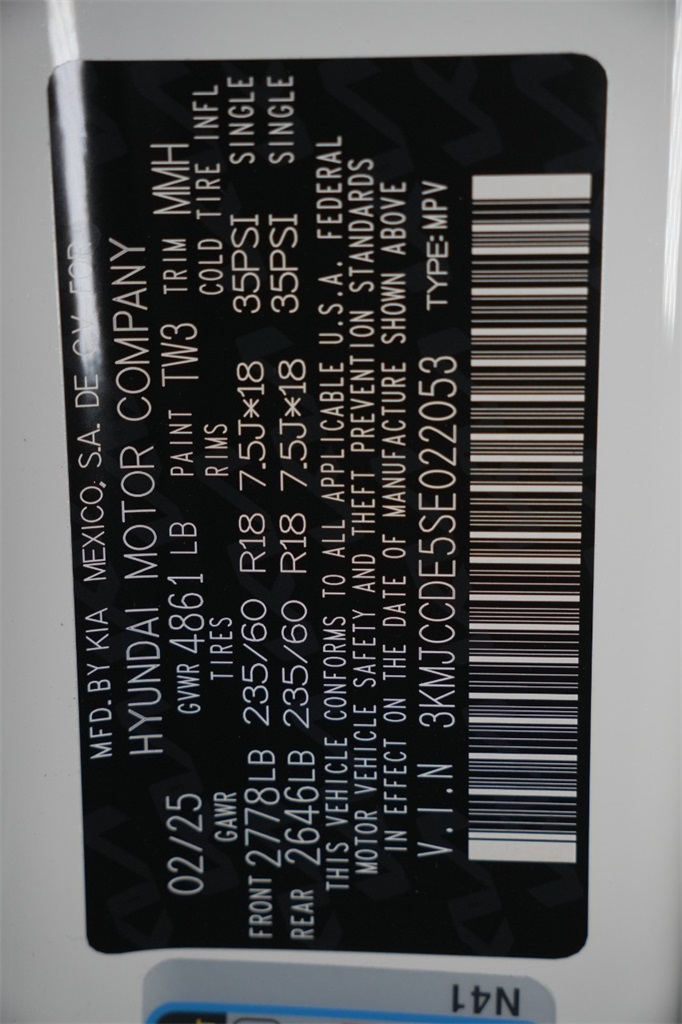 MFD. BY KIA MEXICO, S.A. DE CV FOR
HYUNDAI MOTOR COMPANY
02/25 GVWR 4861 LB PAINT TW3 TRIM MMH
GAWR TIRES RIMS COLD TIRE INFL
FRONT 2778LB 235/60 R18 7.5J*18 35PSI SINGLE
REAR 2646LB 235/60 R18 7.5J*18 35PSI SINGLE
THIS VEHICLE CONFORMS TO ALL APPLICABLE U.S.A. FEDERAL
MOTOR VEHICLE SAFETY AND THEFT PREVENTION STANDARDS
IN EFFECT ON THE DATE OF MANUFACTURE SHOWN ABOVE
V.I.N 3KMJCCDE5SE022053 TYPE:MPV
N41